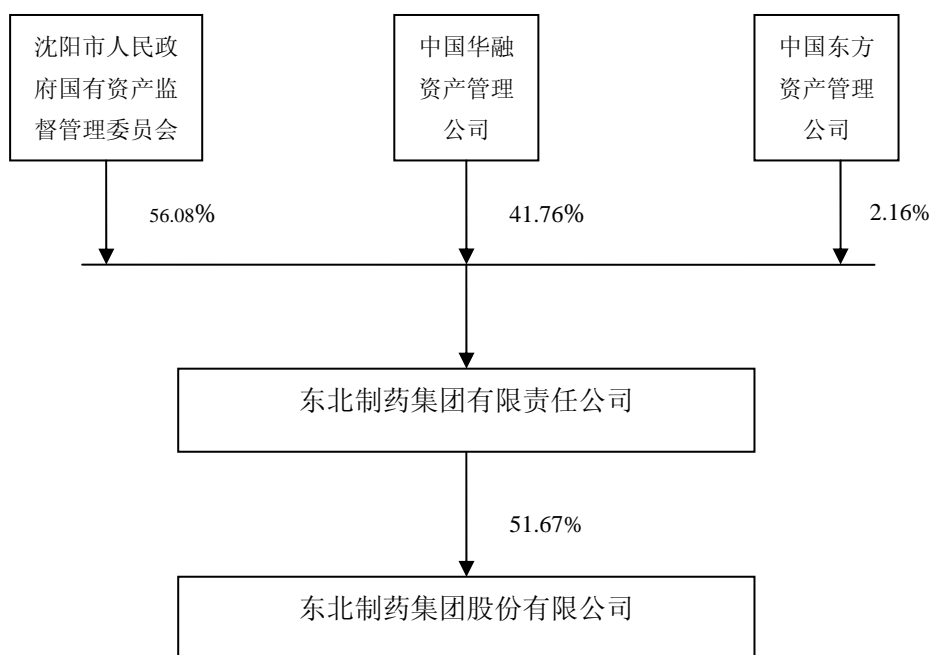 沈阳市人民政
府国有资产监
督管理委员会
中国华融
资产管理
公司
中国东方
资产管理
公司
56.08%
41.76%
2.16%
东北制药集团有限责任公司
51.67%
东北制药集团股份有限公司